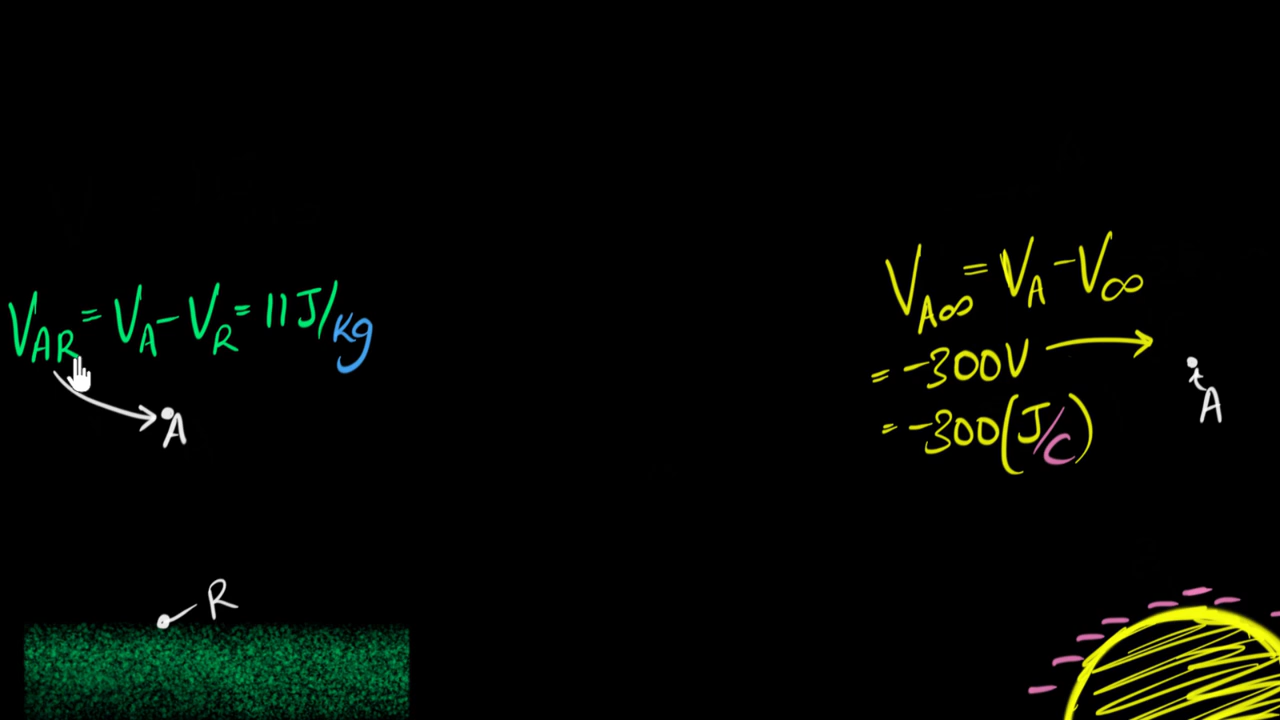 V_AR = V_A - V_R = 11 J/kg
A
R
V_A∞ = V_A - V_∞
= -300V
= -300(J/C)
A